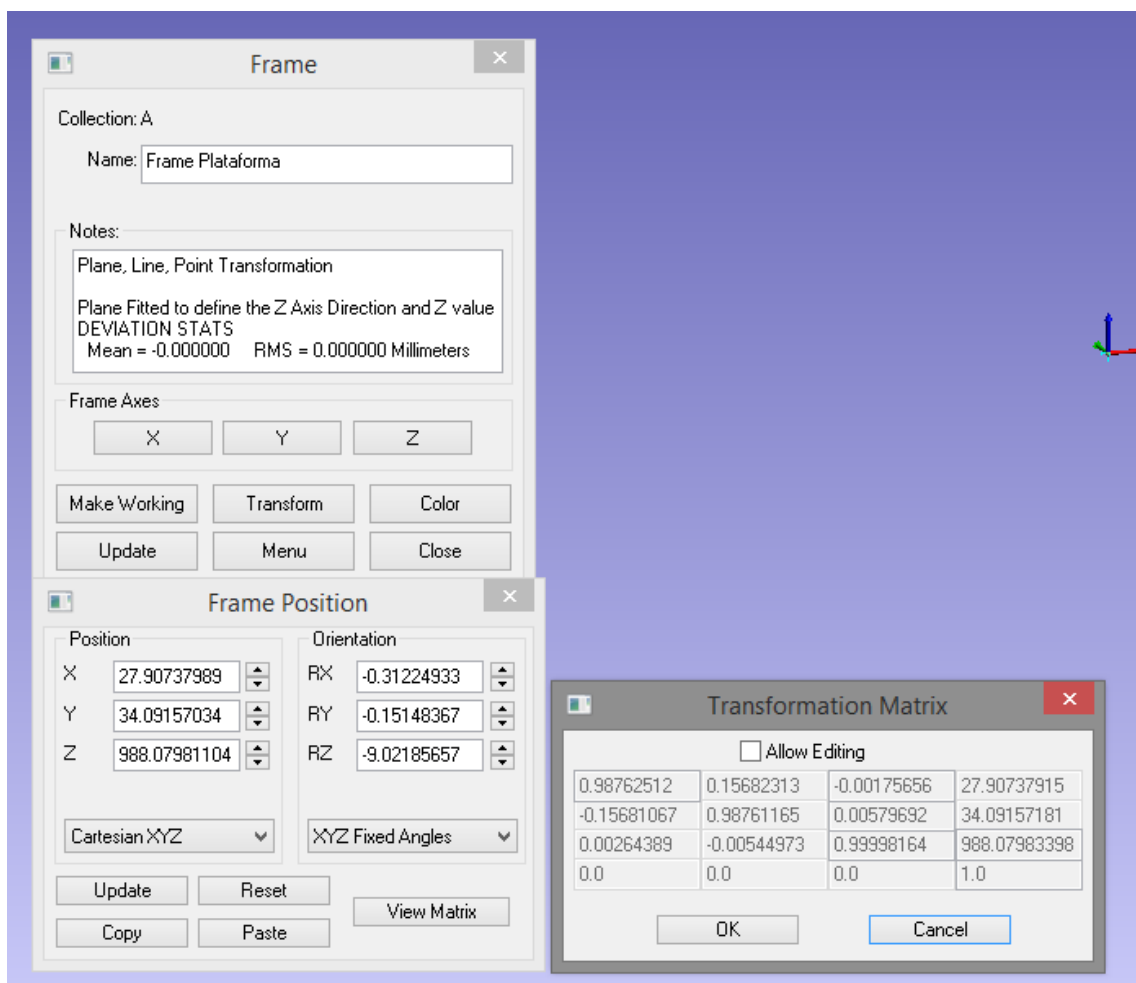 Frame
Collection: A
Name: Frame Plataforma
Notes:
Plane, Line, Point Transformation
Plane Fitted to define the Z Axis Direction and Z value
DEVIATION STATS
Mean = -0.000000 RMS = 0.000000 Millimeters
Frame Axes
X Y Z
Make Working Transform Color
Update Menu Close
Frame Position
Position Orientation
X 27.90737989 RX -0.31224933
Y 34.09157034 RY -0.15148367
Z 988.07981104 RZ -9.02185657
Cartesian XYZ XYZ Fixed Angles
Update Reset
View Matrix
Copy Paste
Transformation Matrix
Allow Editing
0.98762512 0.15682313 -0.00175656 27.90737915
-0.15681067 0.98761165 0.00579692 34.09157181
0.00264389 -0.00544973 0.99998164 988.07983398
0.0 0.0 0.0 1.0
OK Cancel